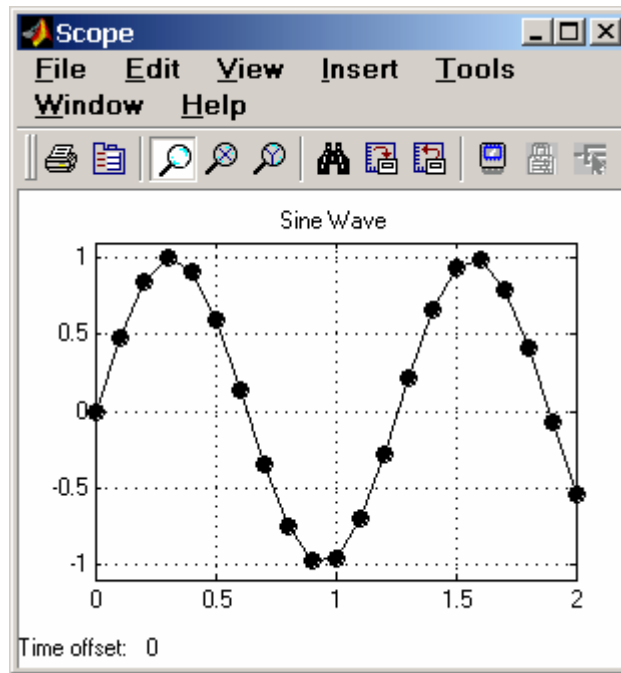 Scope
File Edit View Insert Tools
Window Help
Sine Wave
1
0.5
0
-0.5
-1
0 0.5 1 1.5 2
Time offset: 0